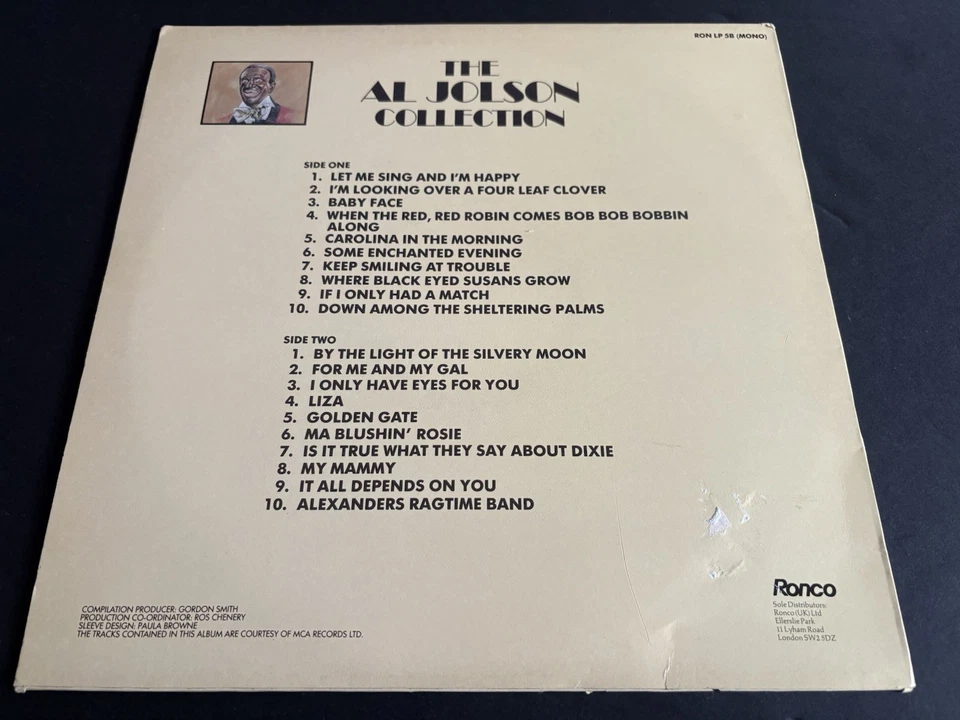 RON LP 5B (MONO)
THE
AL JOLSON
COLLECTION
SIDE ONE
1. LET ME SING AND I'M HAPPY
2. I'M LOOKING OVER A FOUR LEAF CLOVER
3. BABY FACE
4. WHEN THE RED, RED ROBIN COMES BOB BOB BOBBIN
ALONG
5. CAROLINA IN THE MORNING
6. SOME ENCHANTED EVENING
7. KEEP SMILING AT TROUBLE
8. WHERE BLACK EYED SUSANS GROW
9. IF I ONLY HAD A MATCH
10. DOWN AMONG THE SHELTERING PALMS
SIDE TWO
1. BY THE LIGHT OF THE SILVERY MOON
2. FOR ME AND MY GAL
3. I ONLY HAVE EYES FOR YOU
4. LIZA
5. GOLDEN GATE
6. MA BLUSHIN' ROSIE
7. IS IT TRUE WHAT THEY SAY ABOUT DIXIE
8. MY MAMMY
9. IT ALL DEPENDS ON YOU
10. ALEXANDERS RAGTIME BAND
COMPILATION PRODUCER: GORDON SMITH
PRODUCTION CO-ORDINATOR: ROS CHENERY
SLEEVE DESIGN: PAULA BROWNE
THE TRACKS CONTAINED IN THIS ALBUM ARE COURTESY OF MCA RECORDS LTD.
Ronco
Sole Distributors:
Ronco (UK) Ltd
Ellerslie Park
11 Lyham Road
London SW2 5DZ